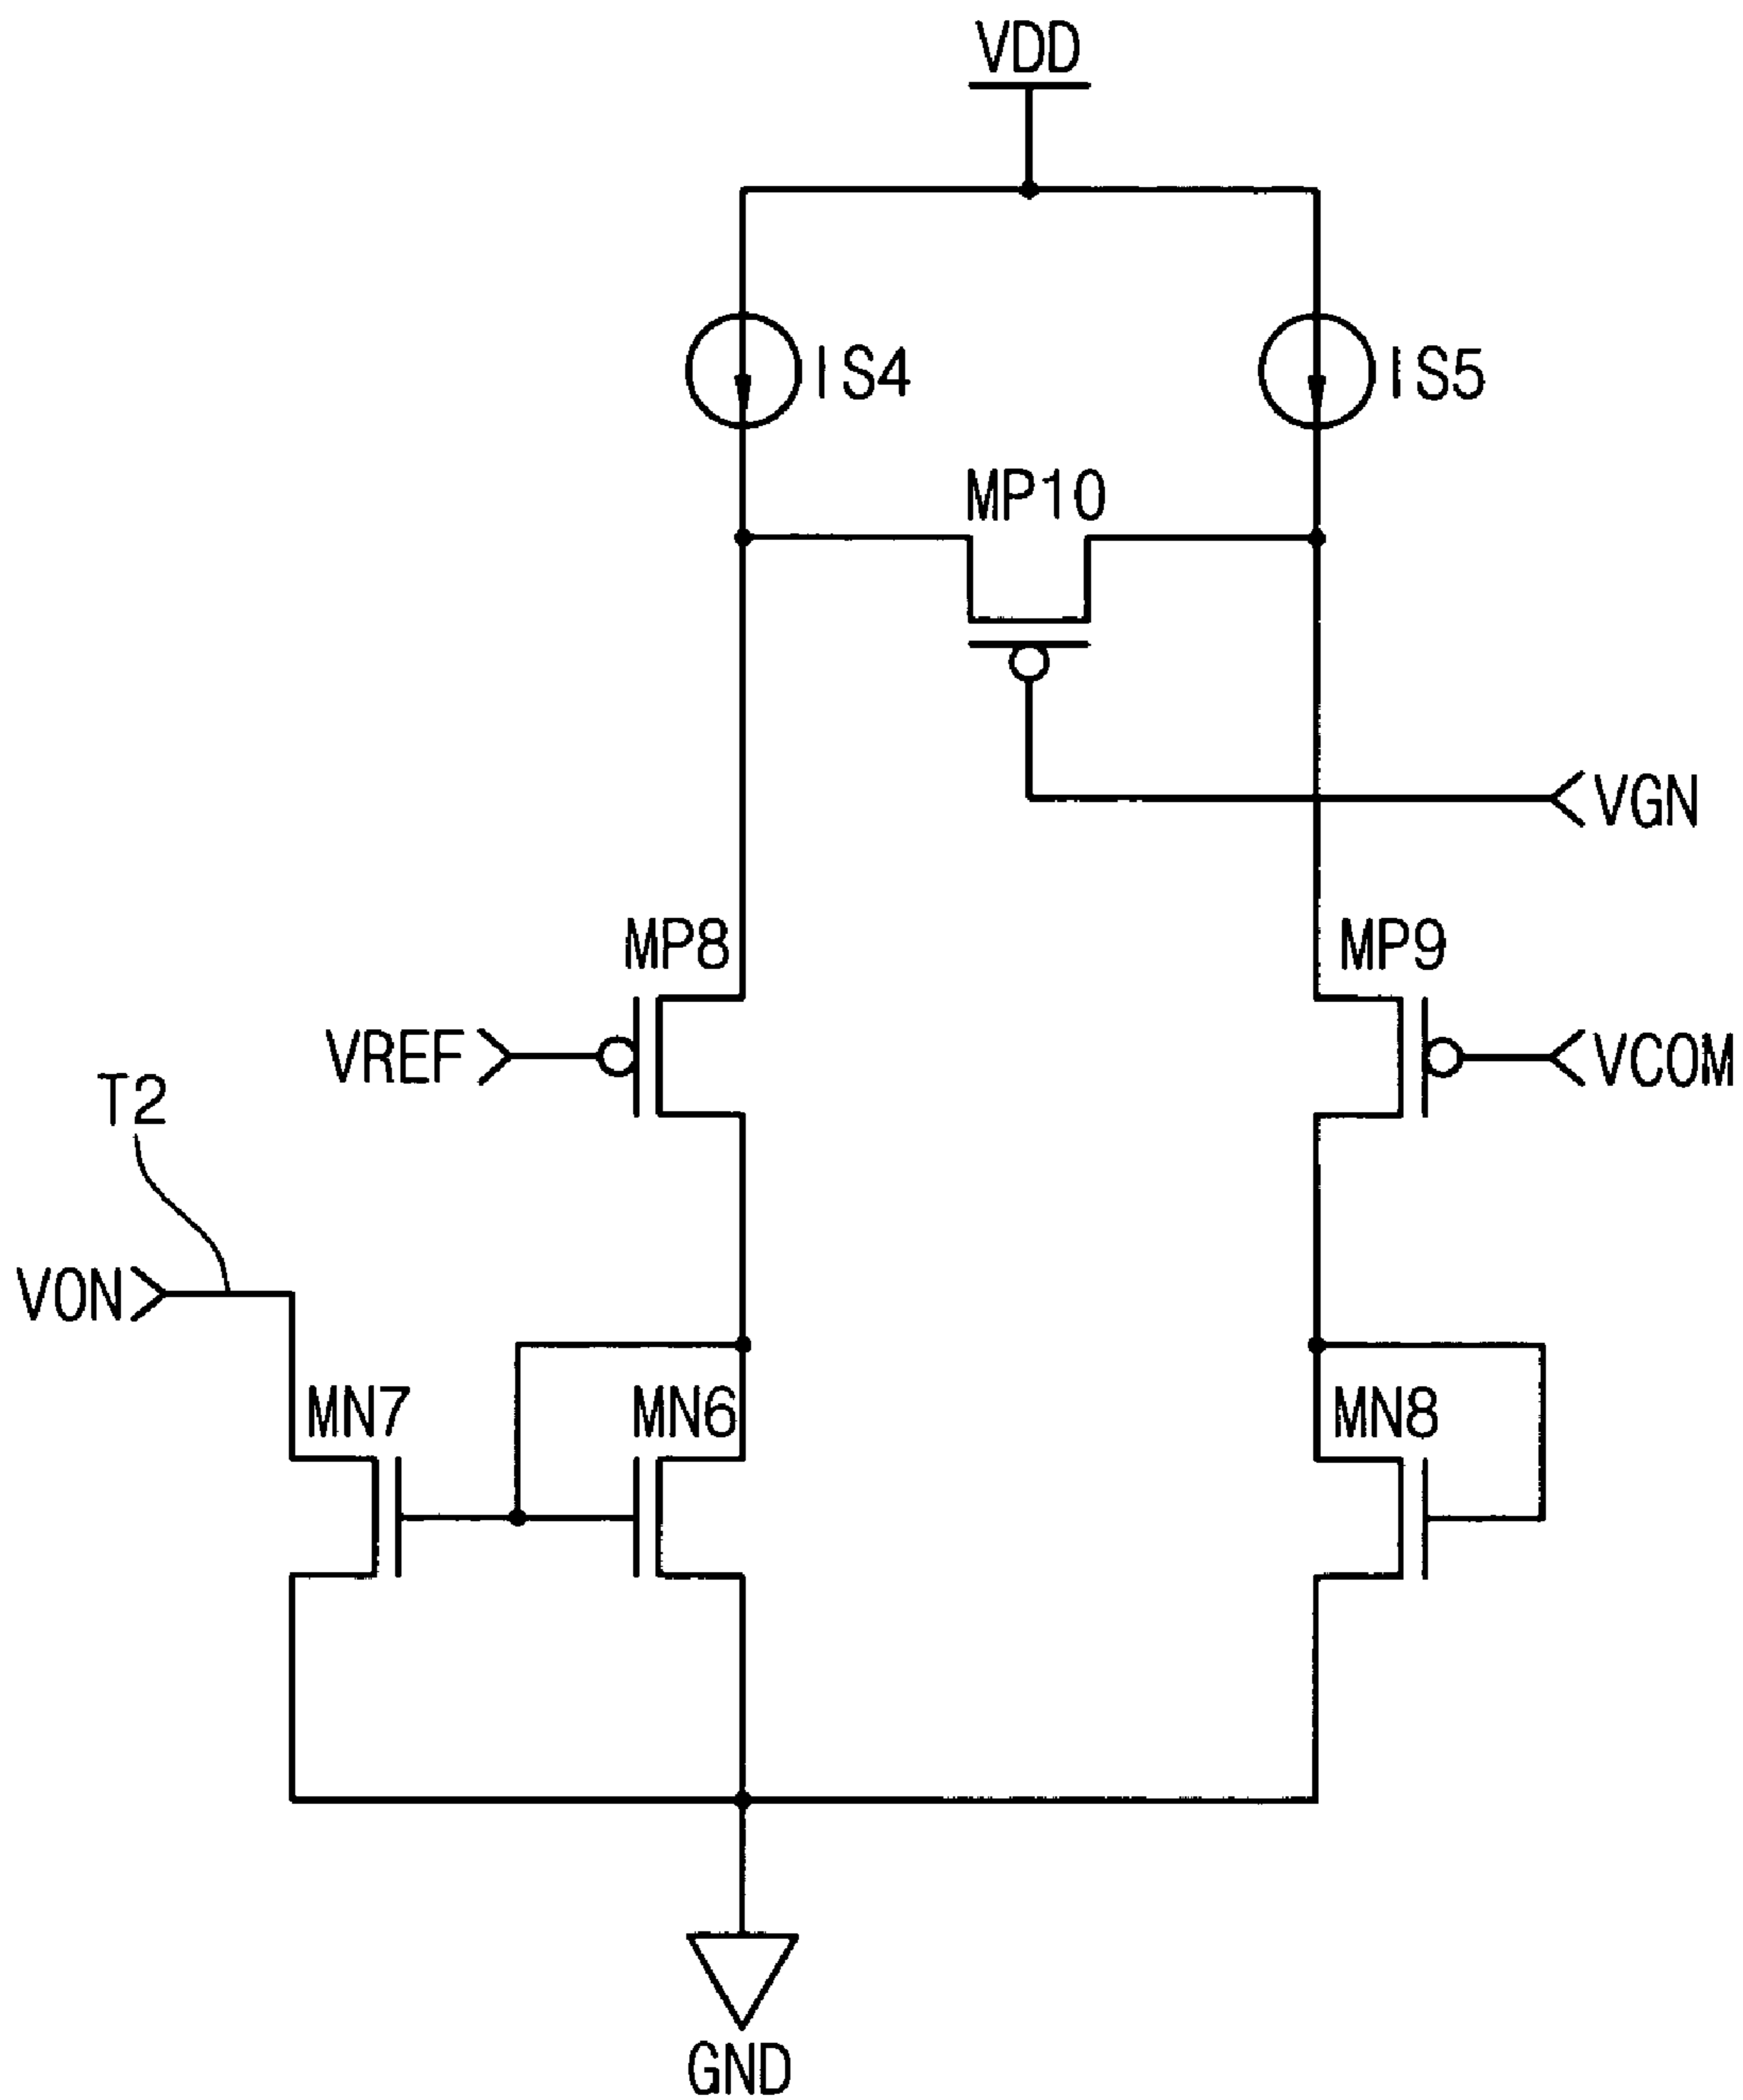 VDD
IS4
IS5
MP10
VGN
MP8
MP9
VREF
VCOM
T2
VON
MN7
MN6
MN8
GND